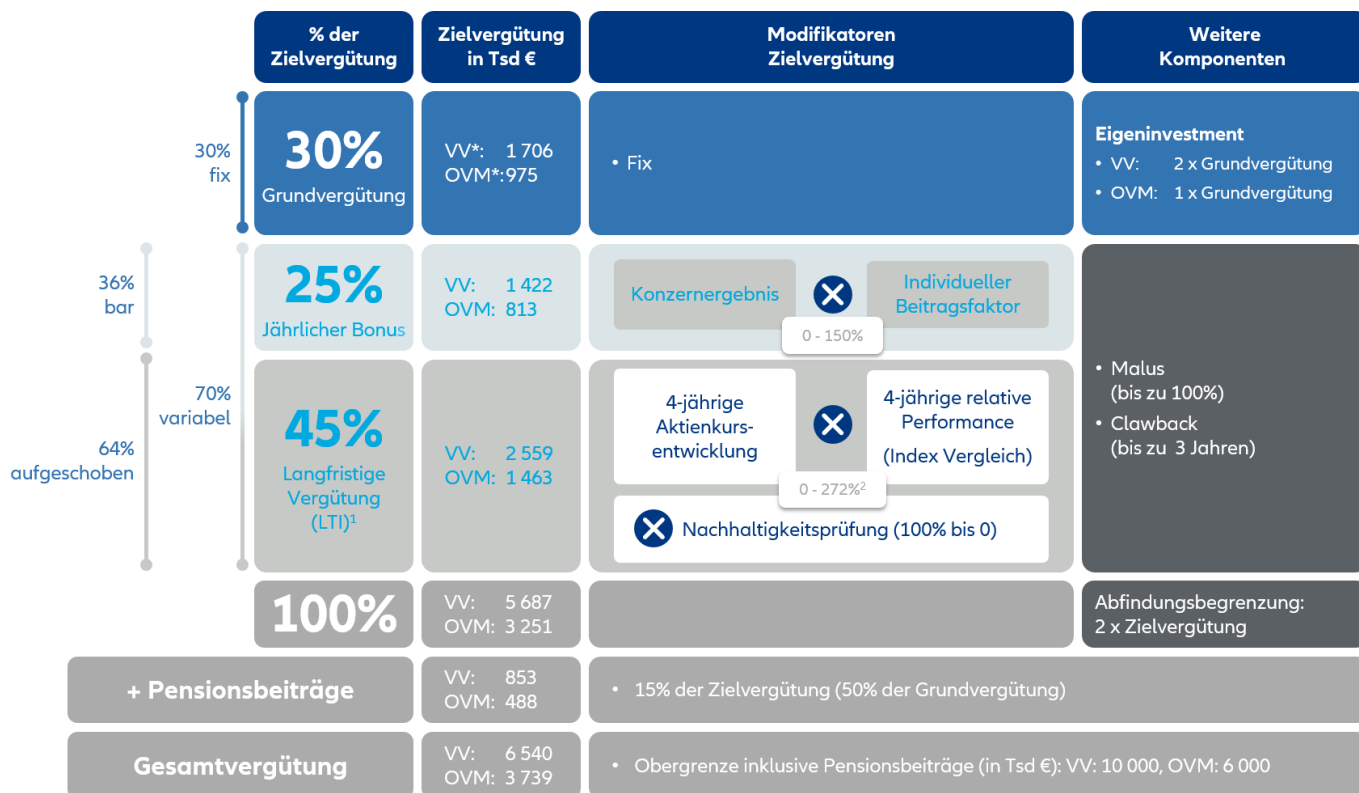 % der
Zielvergütung
Zielvergütung
in Tsd €
Modifikatoren
Zielvergütung
Weitere
Komponenten
30%
fix
30%
Grundvergütung
VV*: 1 706
OVM*:975
• Fix
Eigeninvestment
• VV: 2 x Grundvergütung
• OVM: 1 x Grundvergütung
36%
bar
70%
variabel
64%
aufgeschoben
25%
Jährlicher Bonus
VV: 1 422
OVM: 813
Konzernergebnis
Individueller
Beitragsfaktor
0 - 150%
45%
Langfristige
Vergütung
(LTI)¹
VV: 2 559
OVM: 1 463
4-jährige
Aktienkurs-
entwicklung
4-jährige relative
Performance
(Index Vergleich)
0 - 272%²
Nachhaltigkeitsprüfung (100% bis 0)
• Malus
(bis zu 100%)
• Clawback
(bis zu 3 Jahren)
100%
VV: 5 687
OVM: 3 251
Abfindungsbegrenzung:
2 x Zielvergütung
+ Pensionsbeiträge
VV: 853
OVM: 488
• 15% der Zielvergütung (50% der Grundvergütung)
Gesamtvergütung
VV: 6 540
OVM: 3 739
• Obergrenze inklusive Pensionsbeiträge (in Tsd €): VV: 10 000, OVM: 6 000